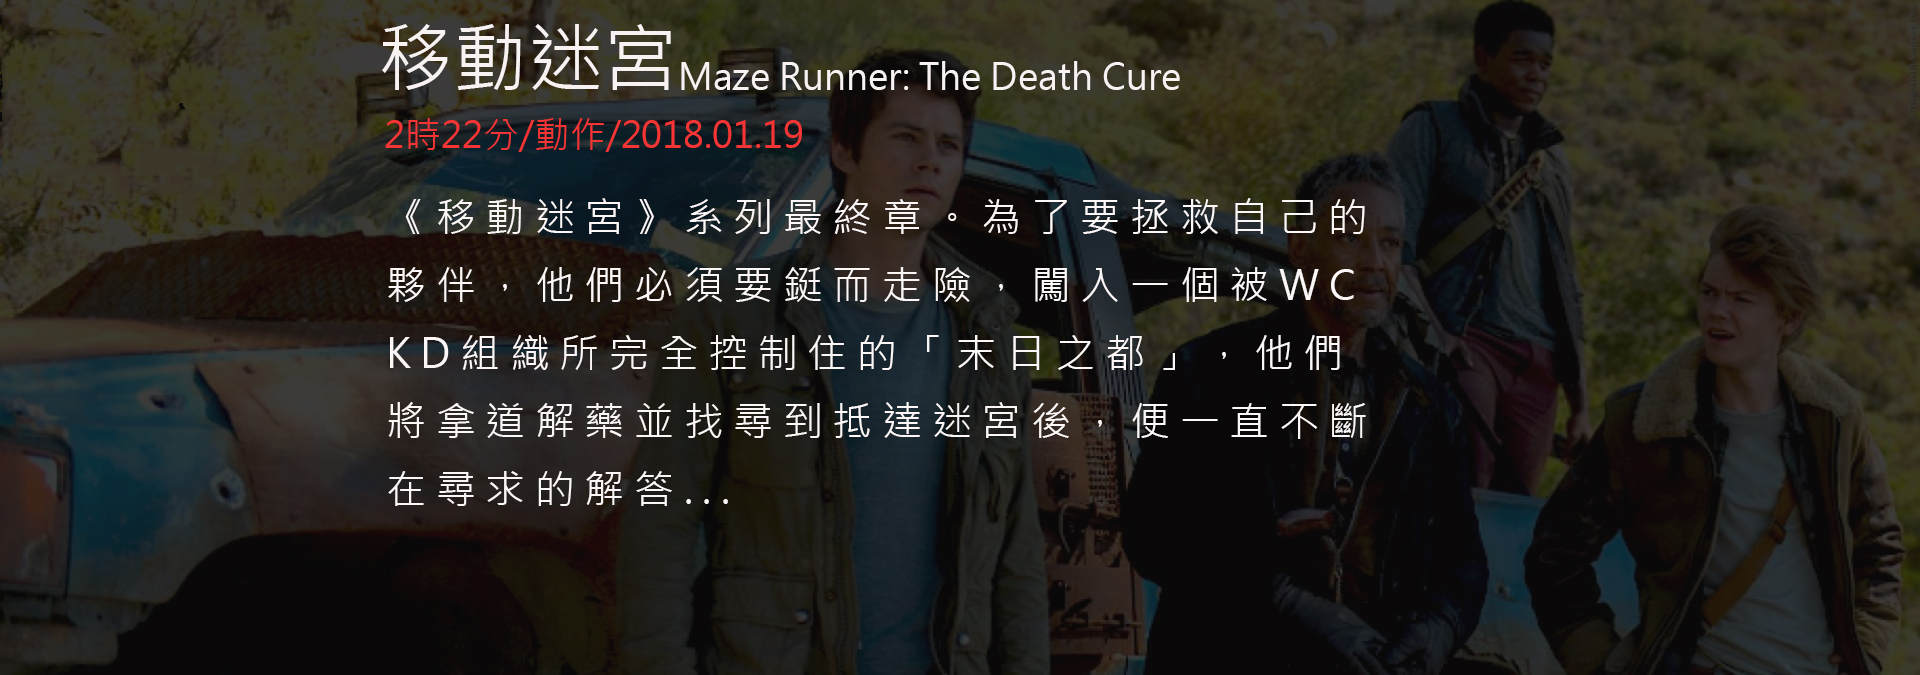 移動迷宮Maze Runner: The Death Cure
2時22分/動作/2018.01.19
《移動迷宮》系列最終章。為了要拯救自己的
夥伴，他們必須要鋌而走險，闖入一個被WC
KD組織所完全控制住的「末日之都」，他們
將拿道解藥並找尋到抵達迷宮後，便一直不斷
在尋求的解答...